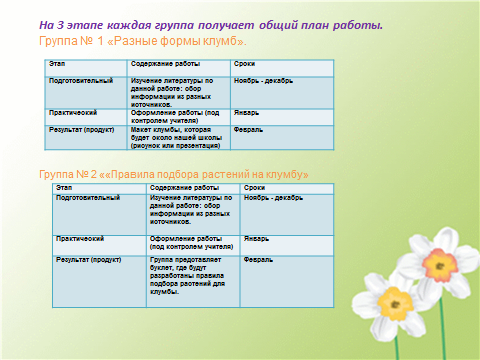 На 3 этапе каждая группа получает общий план работы.
Группа № 1 «Разные формы клумб».
Этап Содержание работы Сроки
Подготовительный Изучение литературы по Ноябрь - декабрь
данной работе: обор
информации из разных
источников.
Практический Оформление работы (под Январь
контролем учителя)
Результат (продукт) Макет клумбы, которая Февраль
будет около нашей школы
(рисунок или презентация)
Группа № 2 ««Правила подбора растений на клумбу»
Этап Содержание работы Сроки
Подготовительный Изучение литературы по Ноябрь - декабрь
данной работе: обор
информации из разных
источников.
Практический Оформление работы Январь
(под контролем учителя)
Результат (продукт) Группа представляет Февраль
буклет, где будут
разработаны правила
подбора растений для
клумбы.